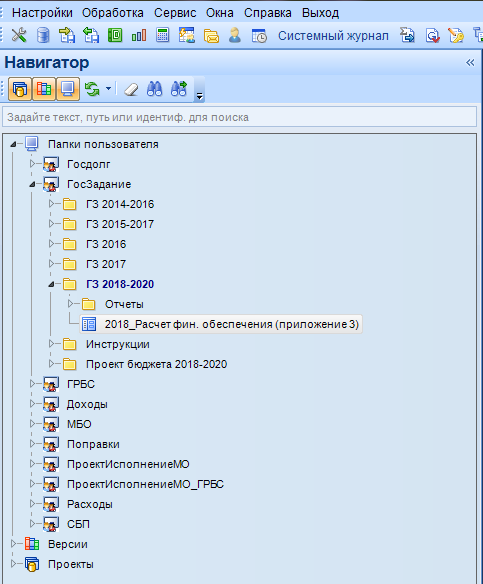 Настройки Обработка Сервис Окна Справка Выход
Системный журнал
Навигатор
Задайте текст, путь или идентиф. для поиска
Папки пользователя
Госдолг
ГосЗадание
ГЗ 2014-2016
ГЗ 2015-2017
ГЗ 2016
ГЗ 2017
ГЗ 2018-2020
Отчеты
2018_Расчет фин. обеспечения (приложение 3)
Инструкции
Проект бюджета 2018-2020
ГРБС
Доходы
МБО
Поправки
ПроектИсполнениеМО
ПроектИсполнениеМО_ГРБС
Расходы
СБП
Версии
Проекты